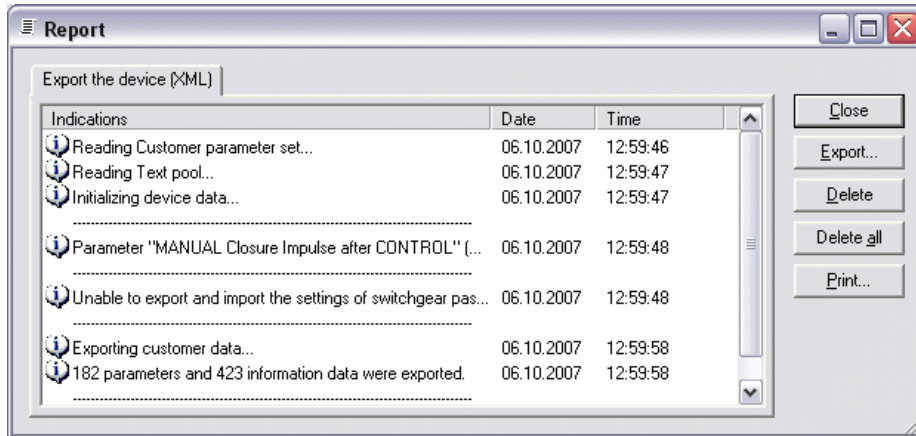 Report
Export the device (XML)
Indications Date Time
Reading Customer parameter set... 06.10.2007 12:59:46
Reading Text pool... 06.10.2007 12:59:47
Initializing device data... 06.10.2007 12:59:47
--------------------------------------------------------------------------------
Parameter "MANUAL Closure Impulse after CONTROL" (... 06.10.2007 12:59:48
--------------------------------------------------------------------------------
Unable to export and import the settings of switchgear pas... 06.10.2007 12:59:48
--------------------------------------------------------------------------------
Exporting customer data... 06.10.2007 12:59:58
182 parameters and 423 information data were exported. 06.10.2007 12:59:58
--------------------------------------------------------------------------------
Close
Export...
Delete
Delete all
Print...